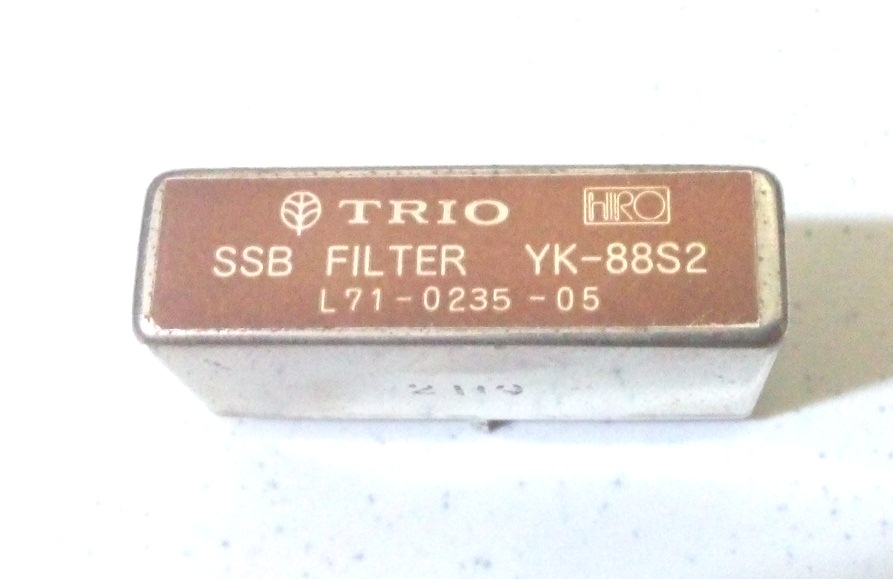 TRIO HIRO
SSB FILTER YK-88S2
L71-0235-05